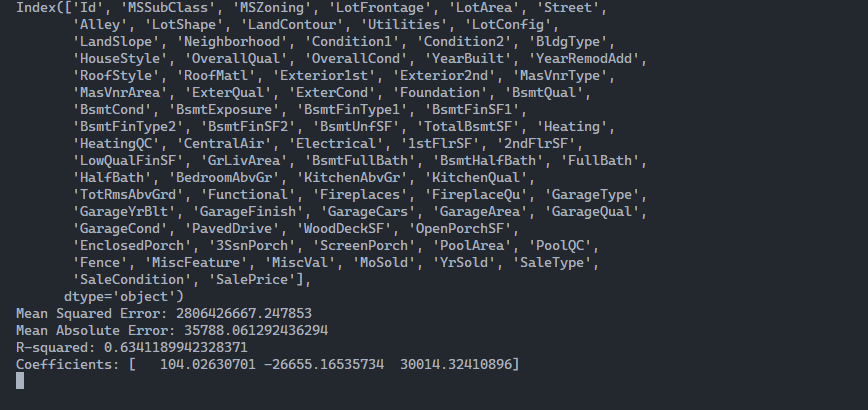 Index(['Id', 'MSSubClass', 'MSZoning', 'LotFrontage', 'LotArea', 'Street',
       'Alley', 'LotShape', 'LandContour', 'Utilities', 'LotConfig',
       'LandSlope', 'Neighborhood', 'Condition1', 'Condition2', 'BldgType',
       'HouseStyle', 'OverallQual', 'OverallCond', 'YearBuilt', 'YearRemodAdd',
       'RoofStyle', 'RoofMatl', 'Exterior1st', 'Exterior2nd', 'MasVnrType',
       'MasVnrArea', 'ExterQual', 'ExterCond', 'Foundation', 'BsmtQual',
       'BsmtCond', 'BsmtExposure', 'BsmtFinType1', 'BsmtFinSF1',
       'BsmtFinType2', 'BsmtFinSF2', 'BsmtUnfSF', 'TotalBsmtSF', 'Heating',
       'HeatingQC', 'CentralAir', 'Electrical', '1stFlrSF', '2ndFlrSF',
       'LowQualFinSF', 'GrLivArea', 'BsmtFullBath', 'BsmtHalfBath', 'FullBath',
       'HalfBath', 'BedroomAbvGr', 'KitchenAbvGr', 'KitchenQual',
       'TotRmsAbvGrd', 'Functional', 'Fireplaces', 'FireplaceQu', 'GarageType',
       'GarageYrBlt', 'GarageFinish', 'GarageCars', 'GarageArea', 'GarageQual',
       'GarageCond', 'PavedDrive', 'WoodDeckSF', 'OpenPorchSF',
       'EnclosedPorch', '3SsnPorch', 'ScreenPorch', 'PoolArea', 'PoolQC',
       'Fence', 'MiscFeature', 'MiscVal', 'MoSold', 'YrSold', 'SaleType',
       'SaleCondition', 'SalePrice'],
      dtype='object')
Mean Squared Error: 2806426667.247853
Mean Absolute Error: 35788.061292436294
R-squared: 0.6341189942328371
Coefficients: [   104.02630701 -26655.16535734  30014.32410896]